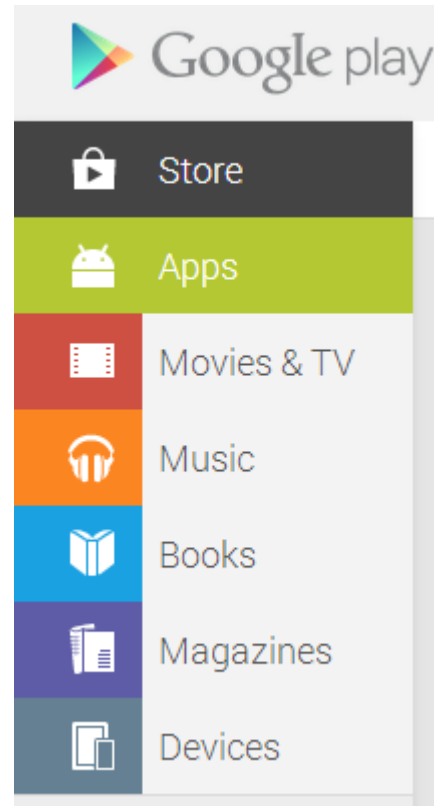 Google play
Store
Apps
Movies & TV
Music
Books
Magazines
Devices